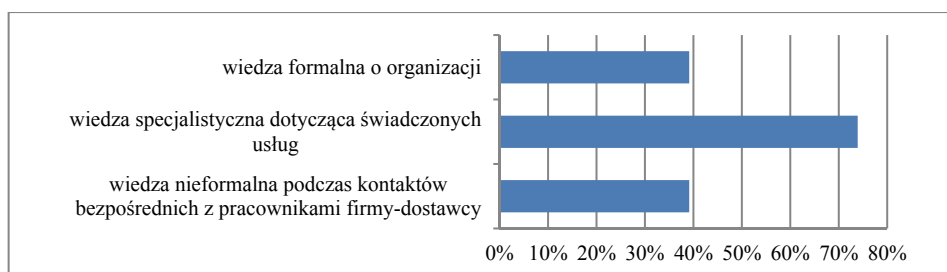 wiedza formalna o organizacji
wiedza specjalistyczna dotycząca świadczonych
usług
wiedza nieformalna podczas kontaktów
bezpośrednich z pracownikami firmy-dostawcy
0% 10% 20% 30% 40% 50% 60% 70% 80%